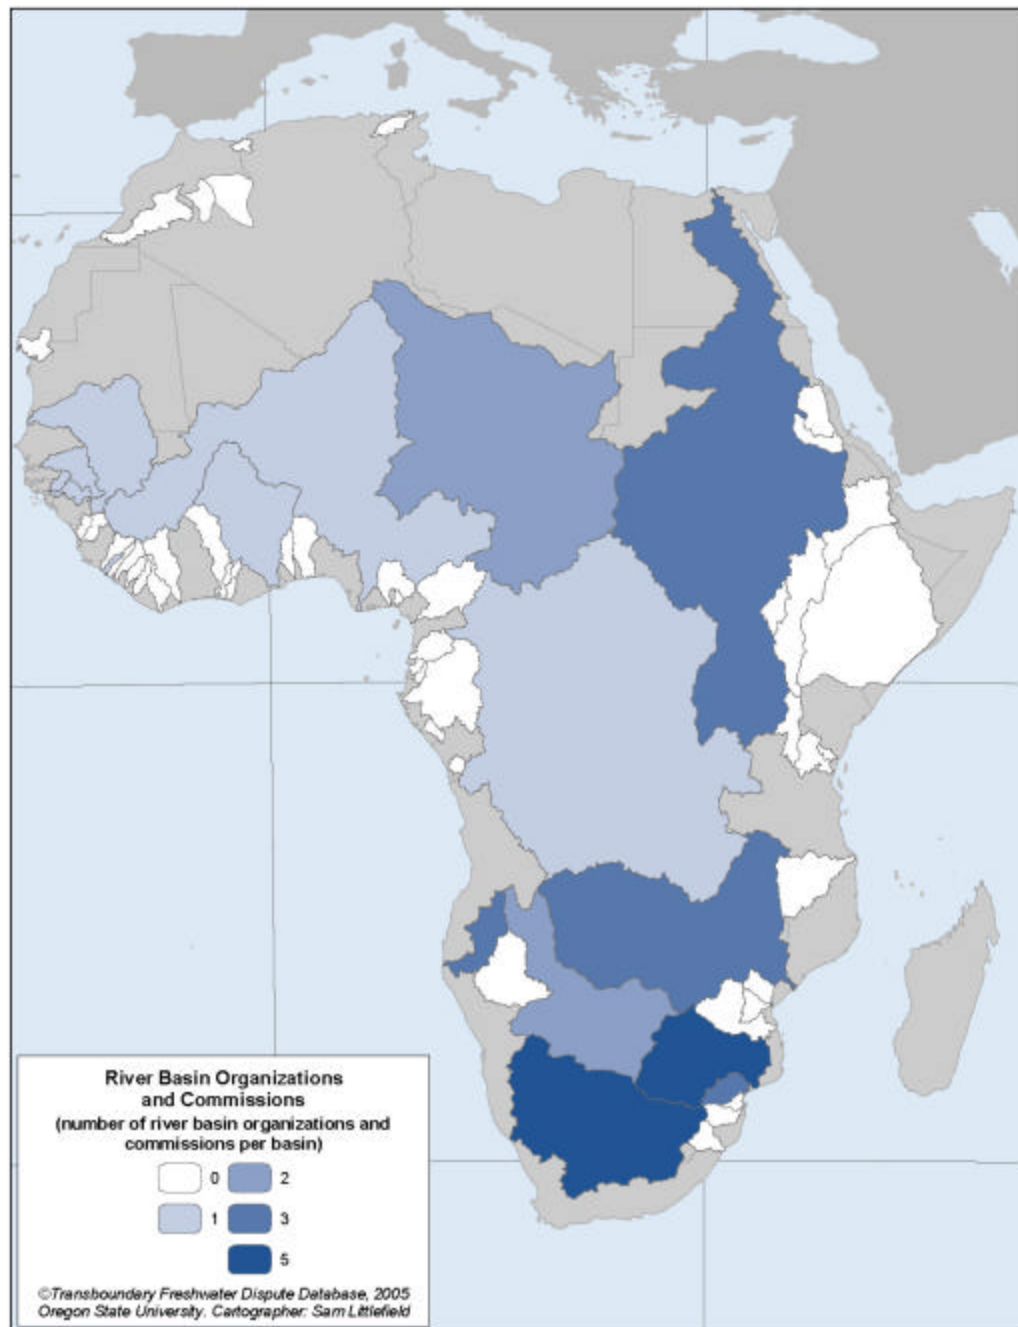 River Basin Organizations
and Commissions
(number of river basin organizations and
commissions per basin)
0 2
1 3
5
©Transboundary Freshwater Dispute Database, 2005
Oregon State University. Cartographer: Sam Littlefield